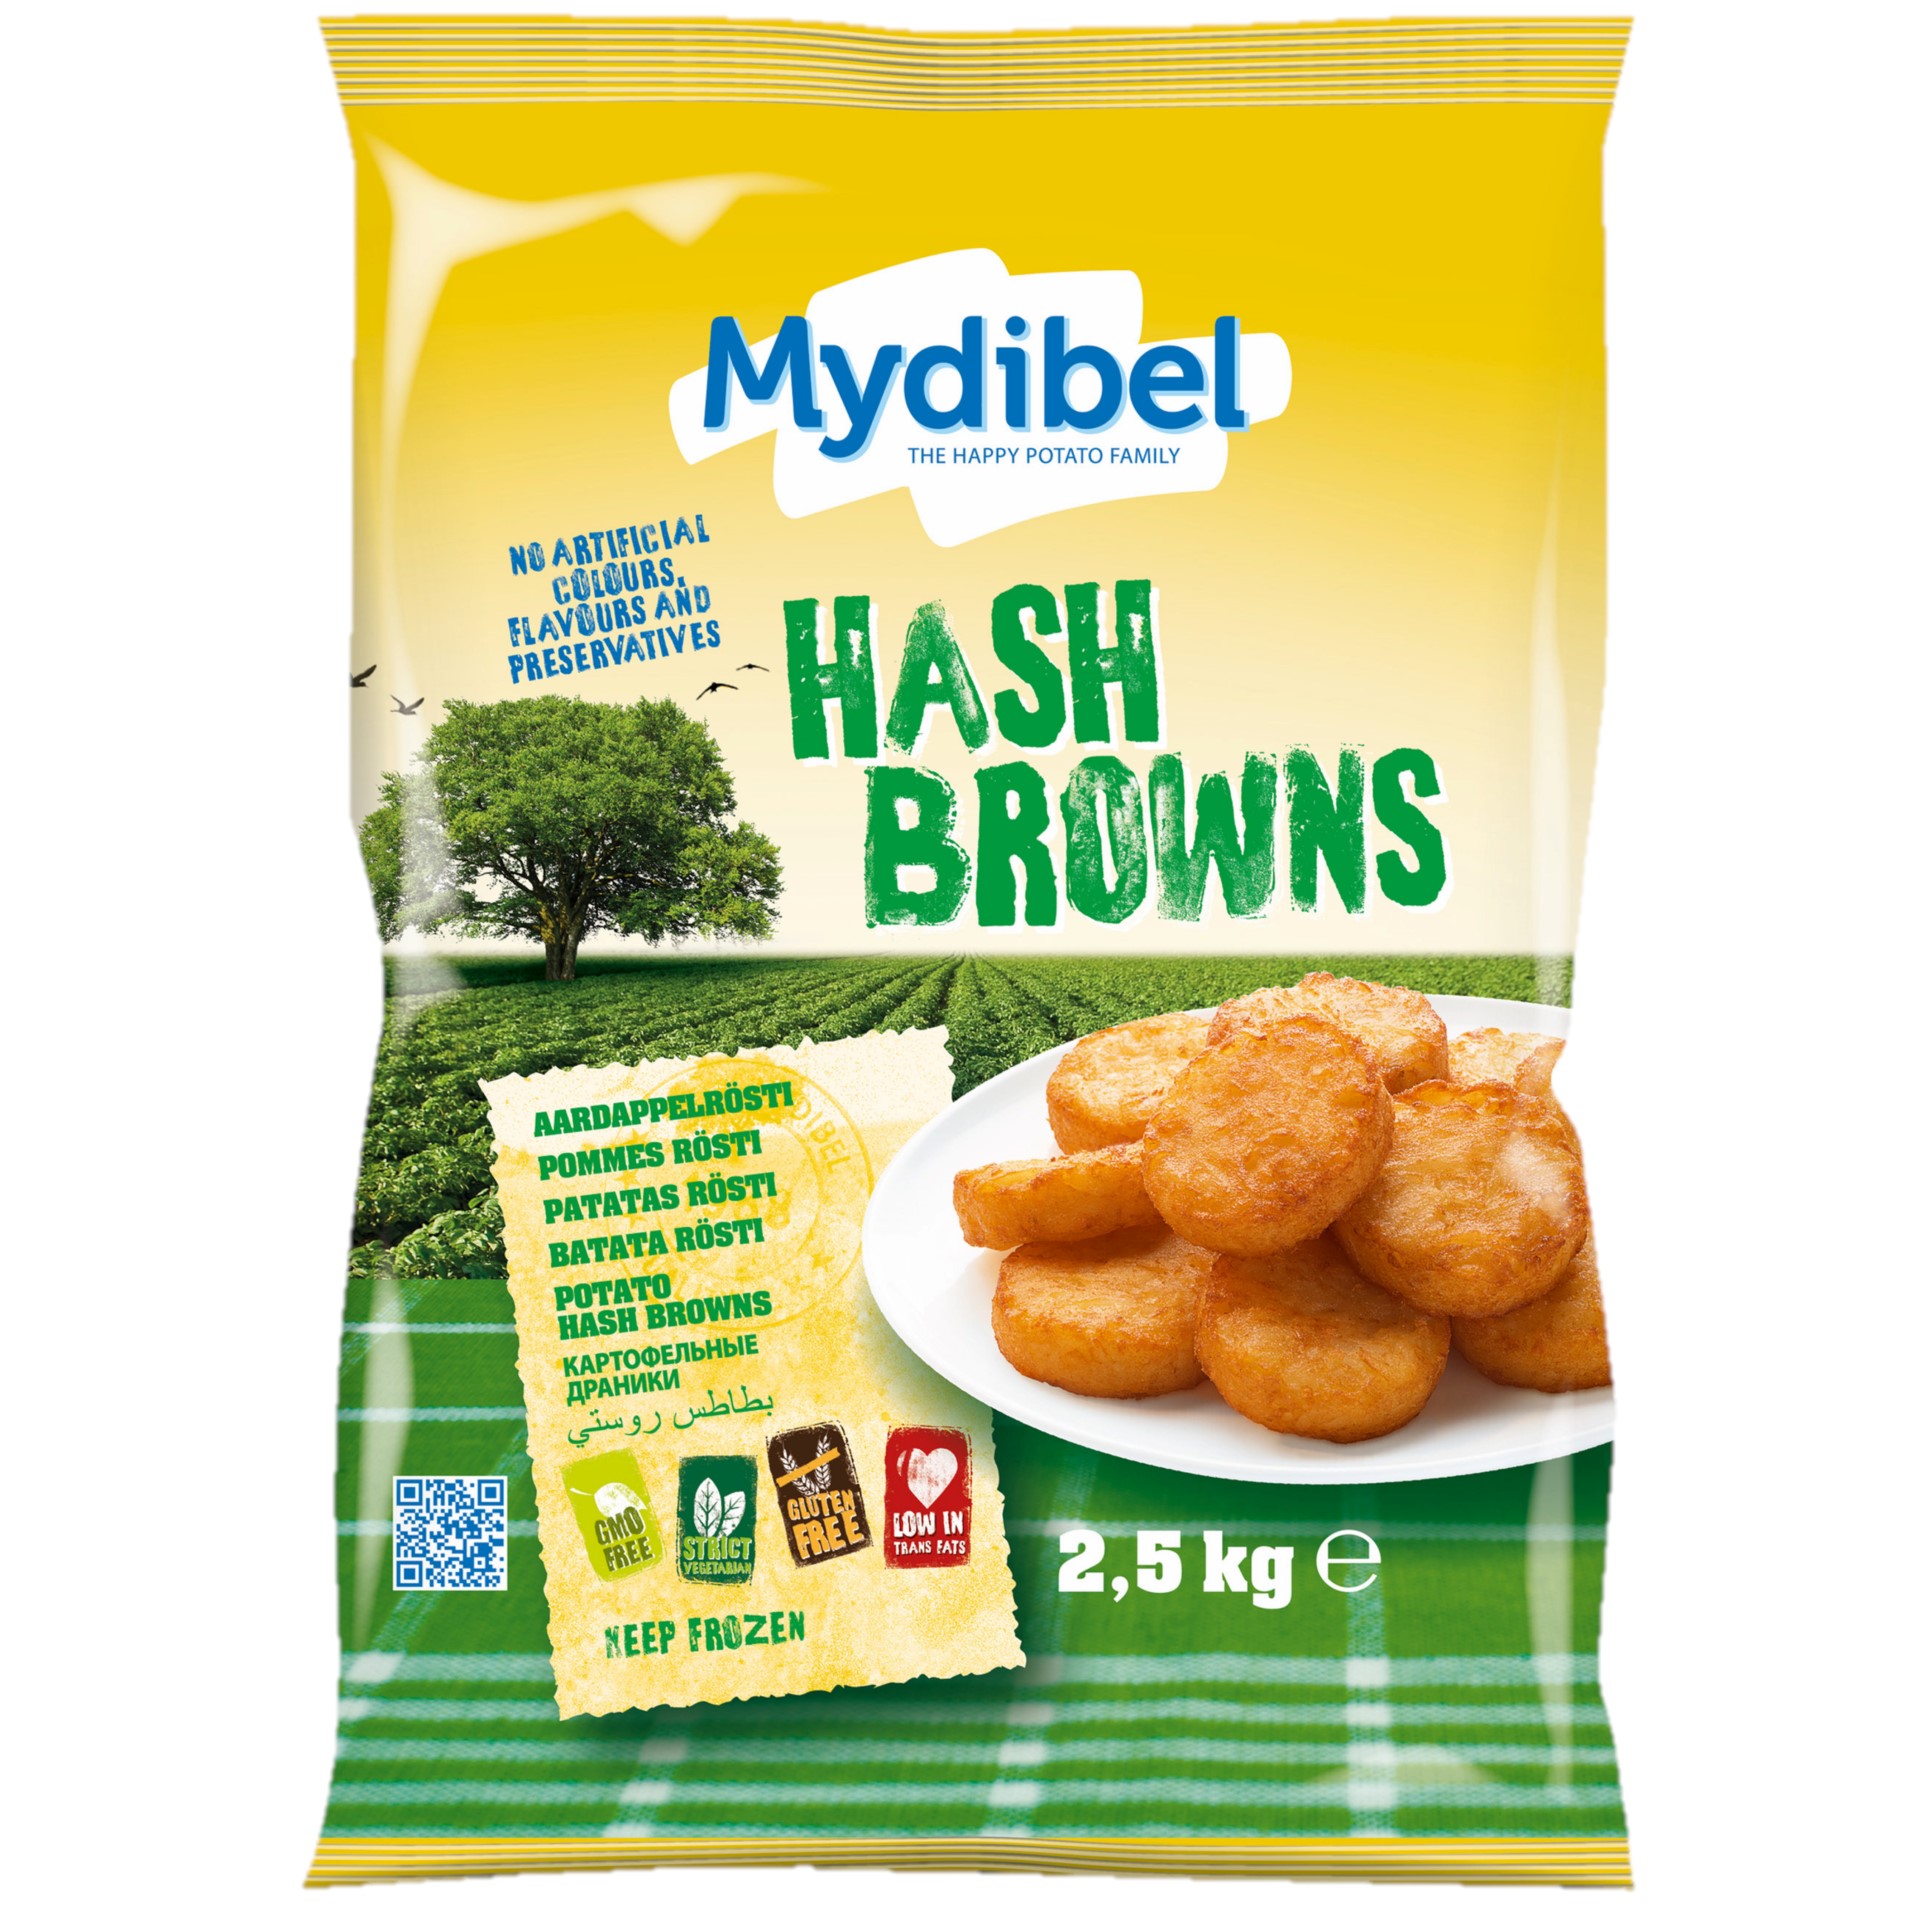 Mydibel
THE HAPPY POTATO FAMILY
NO ARTIFICIAL
COLOURS,
FLAVOURS AND
PRESERVATIVES
HASH
BROWNS
AARDAPPELRÖSTI
POMMES RÖSTI
PATATAS RÖSTI
BATATA RÖSTI
POTATO
HASH BROWNS
КАРТОФЕЛЬНЫЕ
ДРАНИКИ
بطاطس روستي
GMO
FREE
STRICT
VEGETARIAN
GLUTEN
FREE
LOW IN
TRANS FATS
2,5 kg ℮
KEEP FROZEN